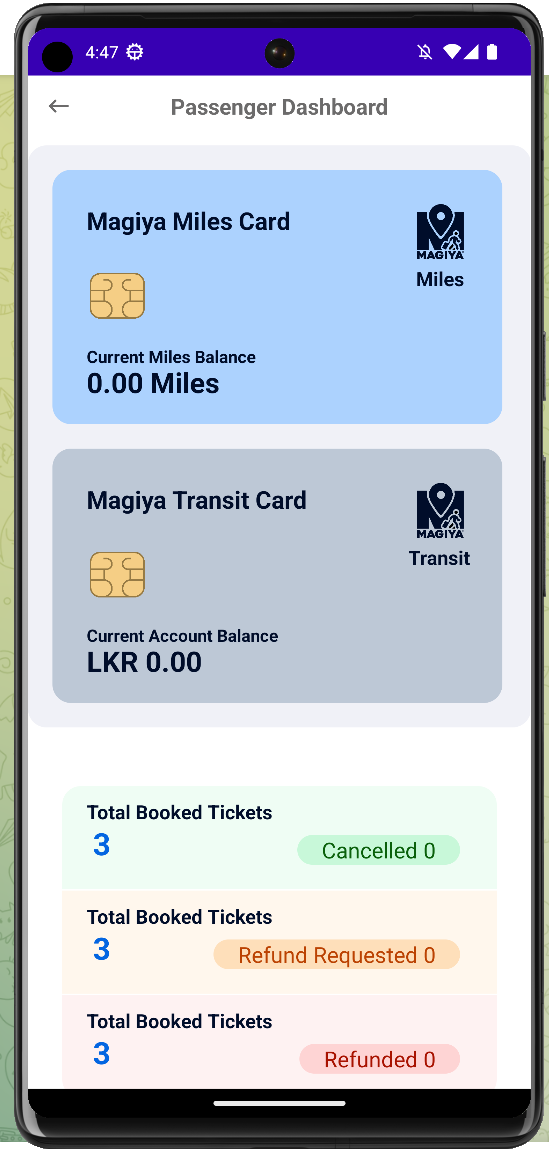 4:47
Passenger Dashboard
Magiya Miles Card
MAGIYA
Miles
Current Miles Balance
0.00 Miles
Magiya Transit Card
MAGIYA
Transit
Current Account Balance
LKR 0.00
Total Booked Tickets
3
Cancelled 0
Total Booked Tickets
3
Refund Requested 0
Total Booked Tickets
3
Refunded 0